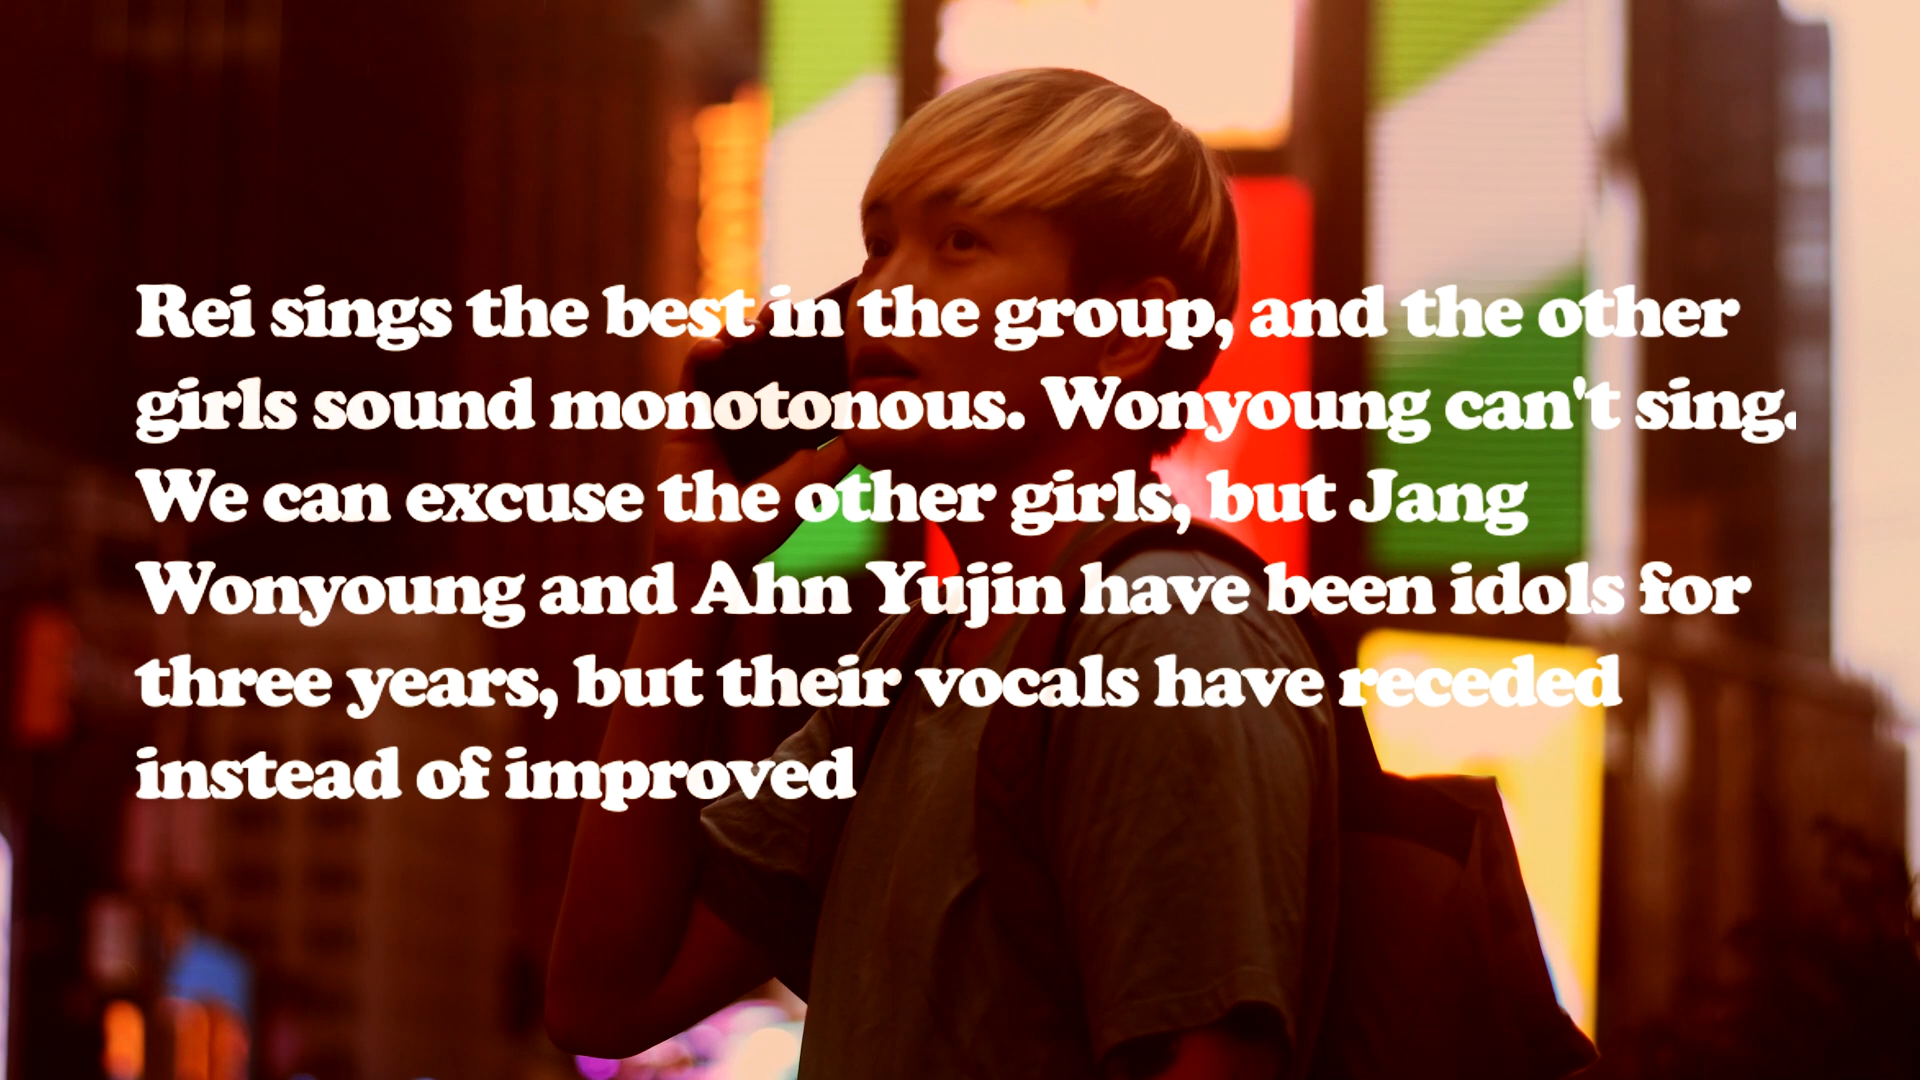 Rei sings the best in the group, and the other
girls sound monotonous. Wonyoung can't sing.
We can excuse the other girls, but Jang
Wonyoung and Ahn Yujin have been idols for
three years, but their vocals have receded
instead of improved